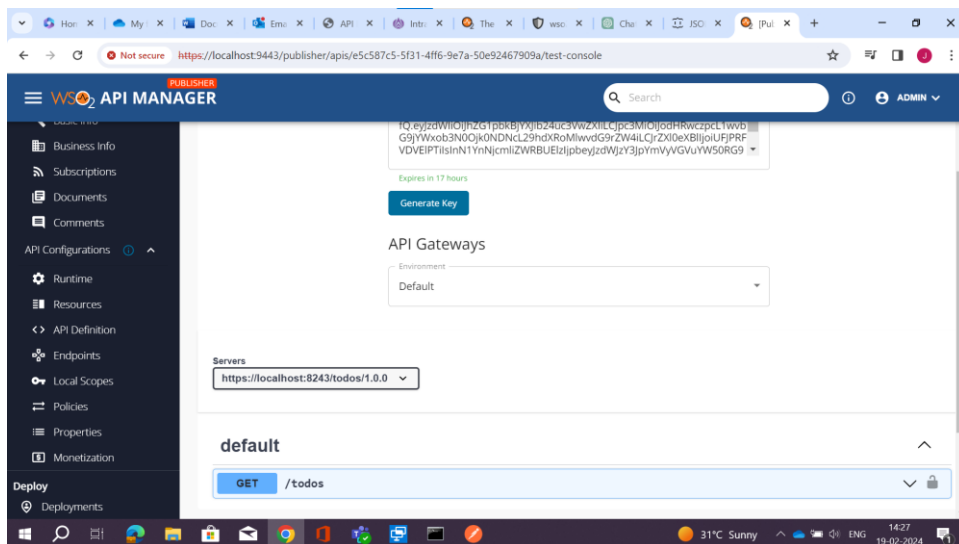 Hon
My
Doc
Ema
API
Intr
The
wso
Cha
JSO
[Pul
Not secure https://localhost:9443/publisher/apis/e5c587c5-5f31-4ff6-9e7a-50e92467909a/test-console
PUBLISHER
WSO2 API MANAGER
Search
ADMIN
Basic Info
Business Info
Subscriptions
Documents
Comments
API Configurations
Runtime
Resources
API Definition
Endpoints
Local Scopes
Policies
Properties
Monetization
Deploy
Deployments
Expires in 17 hours
Generate Key
API Gateways
Environment
Default
Servers
https://localhost:8243/todos/1.0.0
default
GET /todos
31°C Sunny
ENG
14:27
19-02-2024